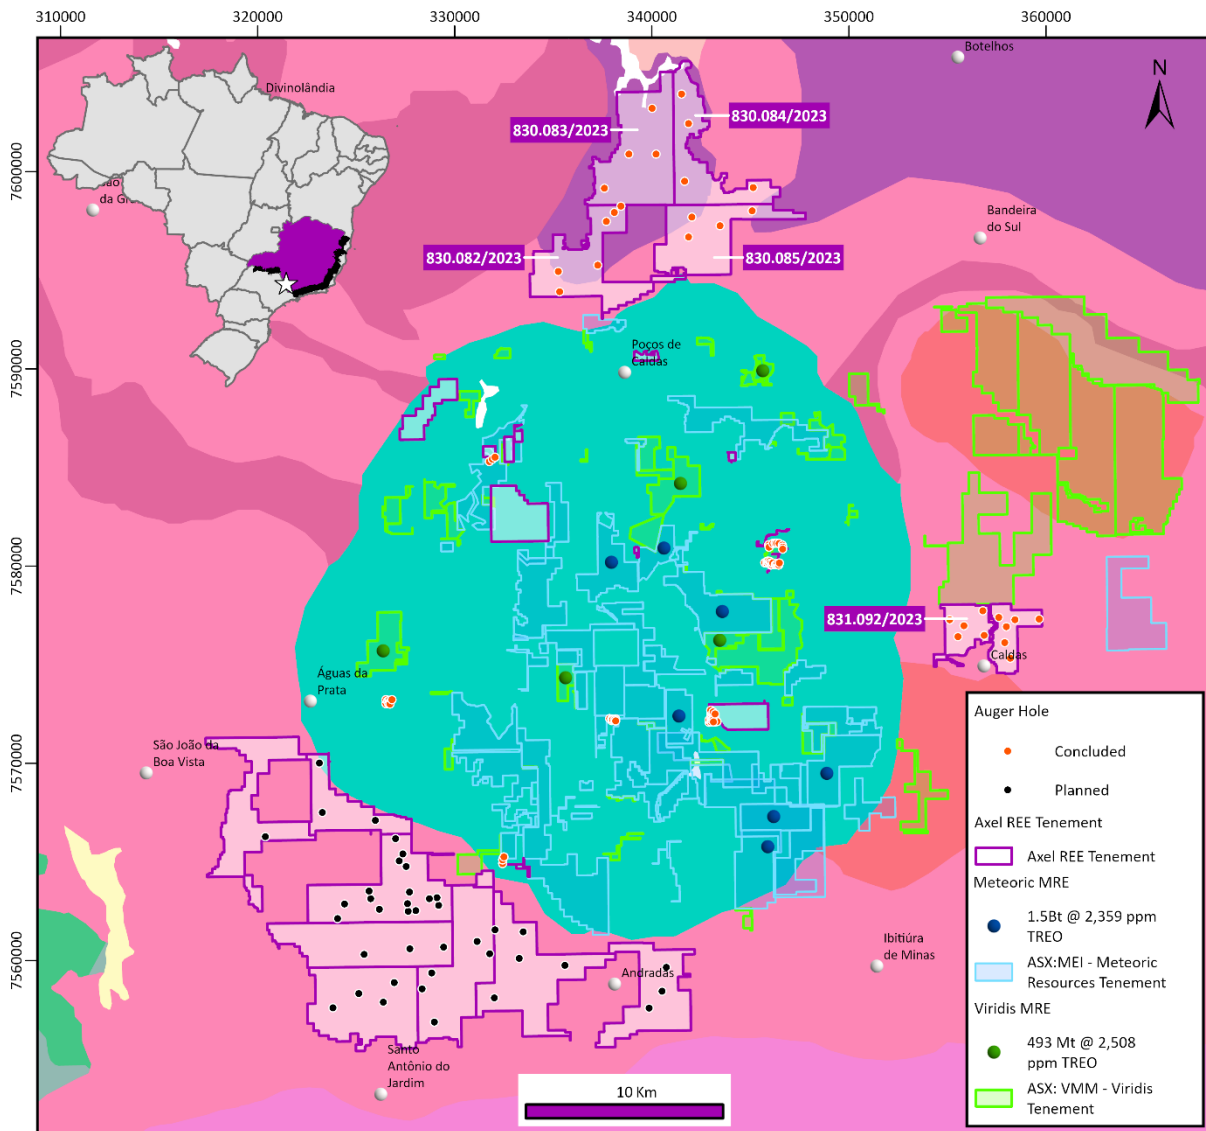 310000 320000 330000 340000 350000 360000
7600000
7590000
7580000
7570000
7560000
N
Botelhos
Divinolândia
da Gr
830.083/2023
830.084/2023
Bandeira
do Sul
830.082/2023
830.085/2023
Poços de
Caldas
831.092/2023
Caldas
Águas da
Prata
São João da
Boa Vista
Ibitiúra
de Minas
Andradas
Santo
Antônio do
Jardim
10 Km
Auger Hole
Concluded
Planned
Axel REE Tenement
Axel REE Tenement
Meteoric MRE
1.5Bt @ 2,359 ppm
TREO
ASX:MEI - Meteoric
Resources Tenement
Viridis MRE
493 Mt @ 2,508
ppm TREO
ASX: VMM - Viridis
Tenement